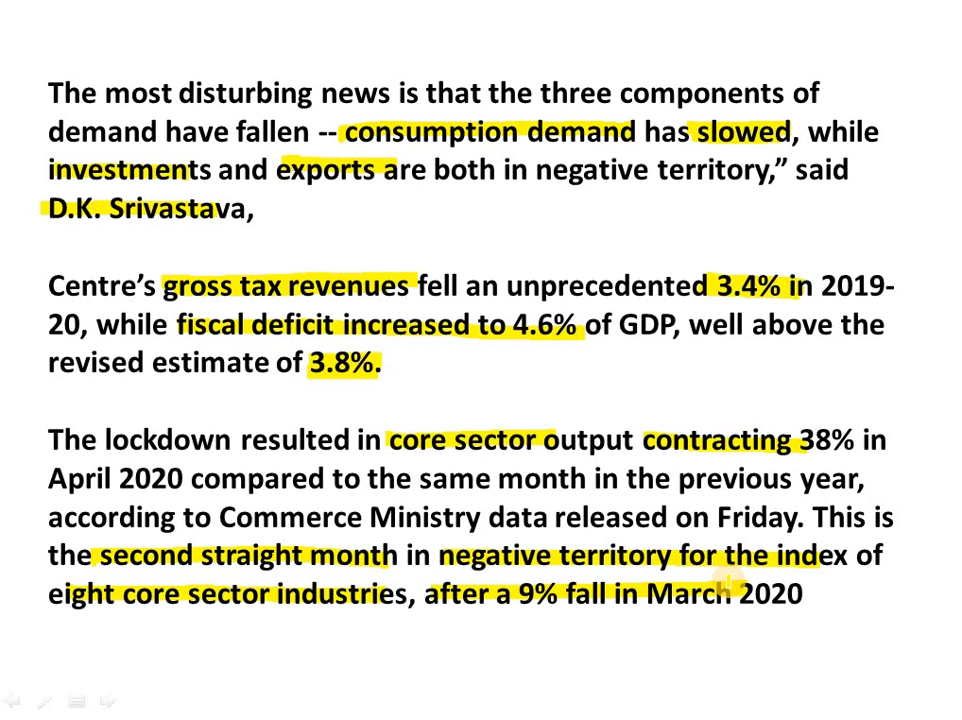 The most disturbing news is that the three components of
demand have fallen -- consumption demand has slowed, while
investments and exports are both in negative territory,” said
D.K. Srivastava,
Centre’s gross tax revenues fell an unprecedented 3.4% in 2019-
20, while fiscal deficit increased to 4.6% of GDP, well above the
revised estimate of 3.8%.
The lockdown resulted in core sector output contracting 38% in
April 2020 compared to the same month in the previous year,
according to Commerce Ministry data released on Friday. This is
the second straight month in negative territory for the index of
eight core sector industries, after a 9% fall in March 2020